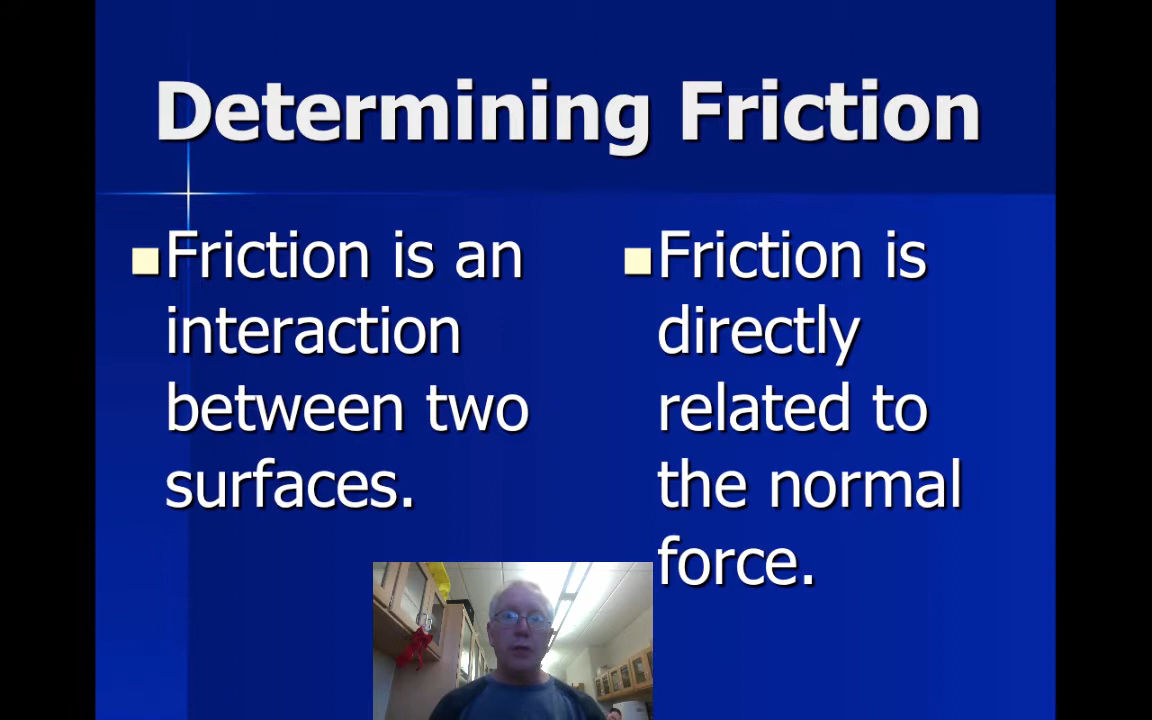 Determining Friction
Friction is an
interaction
between two
surfaces.
Friction is
directly
related to
the normal
force.